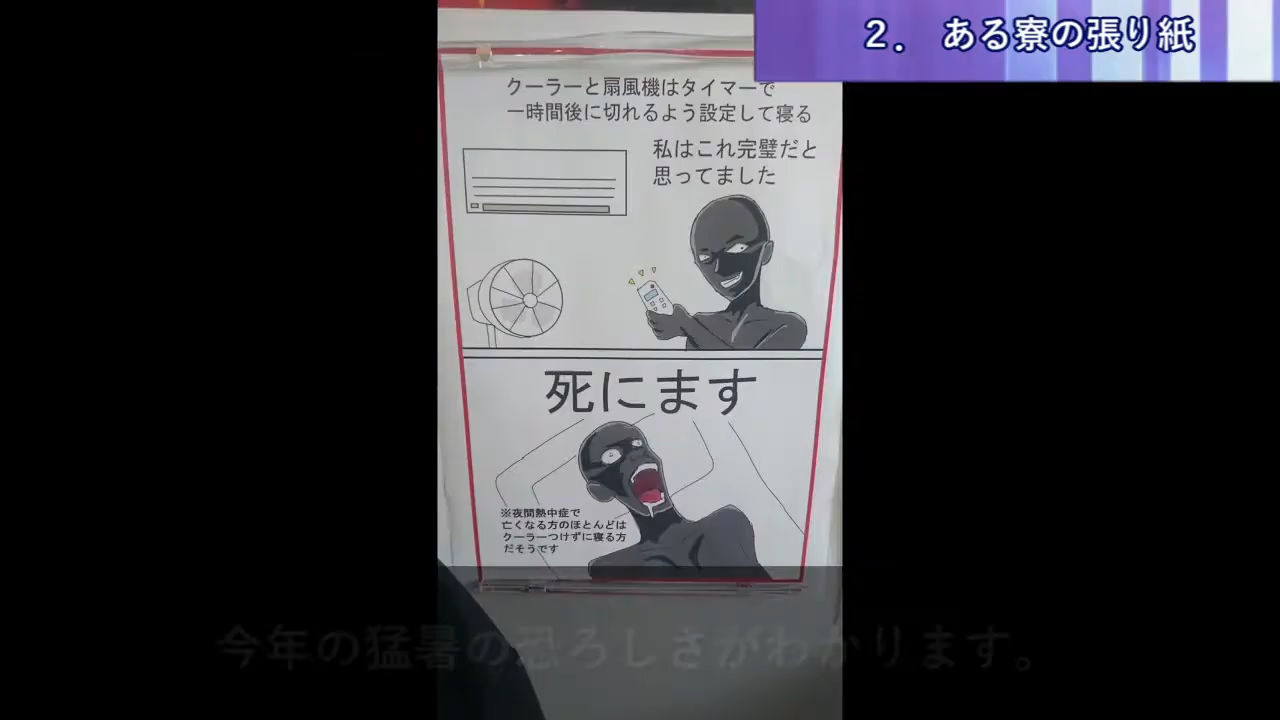 ２． ある寮の張り紙
クーラーと扇風機はタイマーで
一時間後に切れるよう設定して寝る
私はこれ完璧だと
思ってました
死にます
※夜間熱中症で
亡くなる方のほとんどは
クーラーつけずに寝る方
だそうです
今年の猛暑の恐ろしさがわかります。